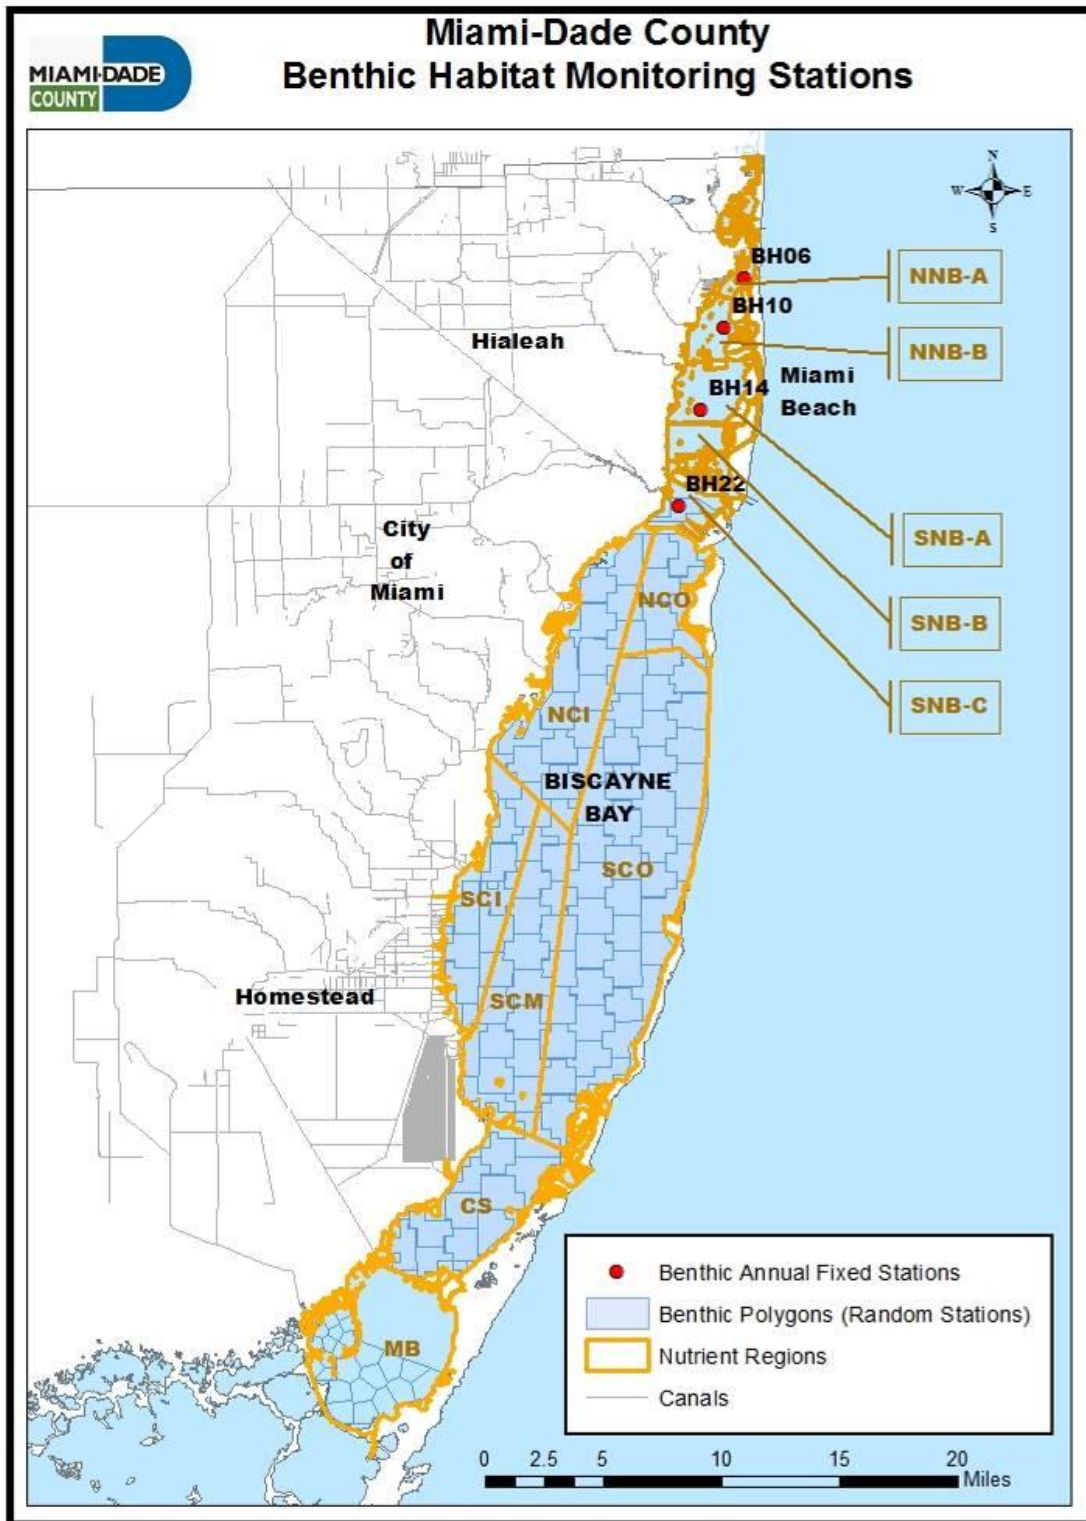 Miami-Dade County
Benthic Habitat Monitoring Stations
MIAMI-DADE
COUNTY
N
W
E
S
BH06
NNB-A
BH10
Hialeah
NNB-B
Miami
Beach
BH14
BH22
City
of
Miami
SNB-A
NCO
SNB-B
SNB-C
NCI
BISCAYNE
BAY
SCO
SCI
Homestead
SCM
CS
MB
Benthic Annual Fixed Stations
Benthic Polygons (Random Stations)
Nutrient Regions
Canals
0 2.5 5 10 15 20
Miles